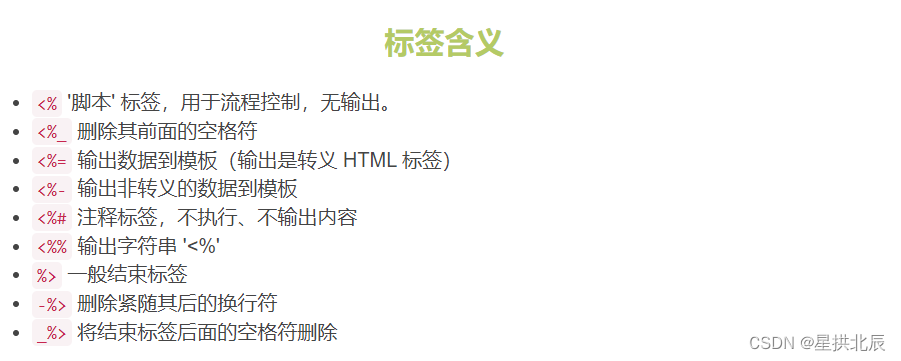 标签含义
<% '脚本' 标签，用于流程控制，无输出。
<%_ 删除其前面的空格符
<%= 输出数据到模板（输出是转义 HTML 标签）
<%- 输出非转义的数据到模板
<%# 注释标签，不执行、不输出内容
<%% 输出字符串 '<%'
%> 一般结束标签
-%> 删除紧随其后的换行符
_%> 将结束标签后面的空格符删除
CSDN @星拱北辰